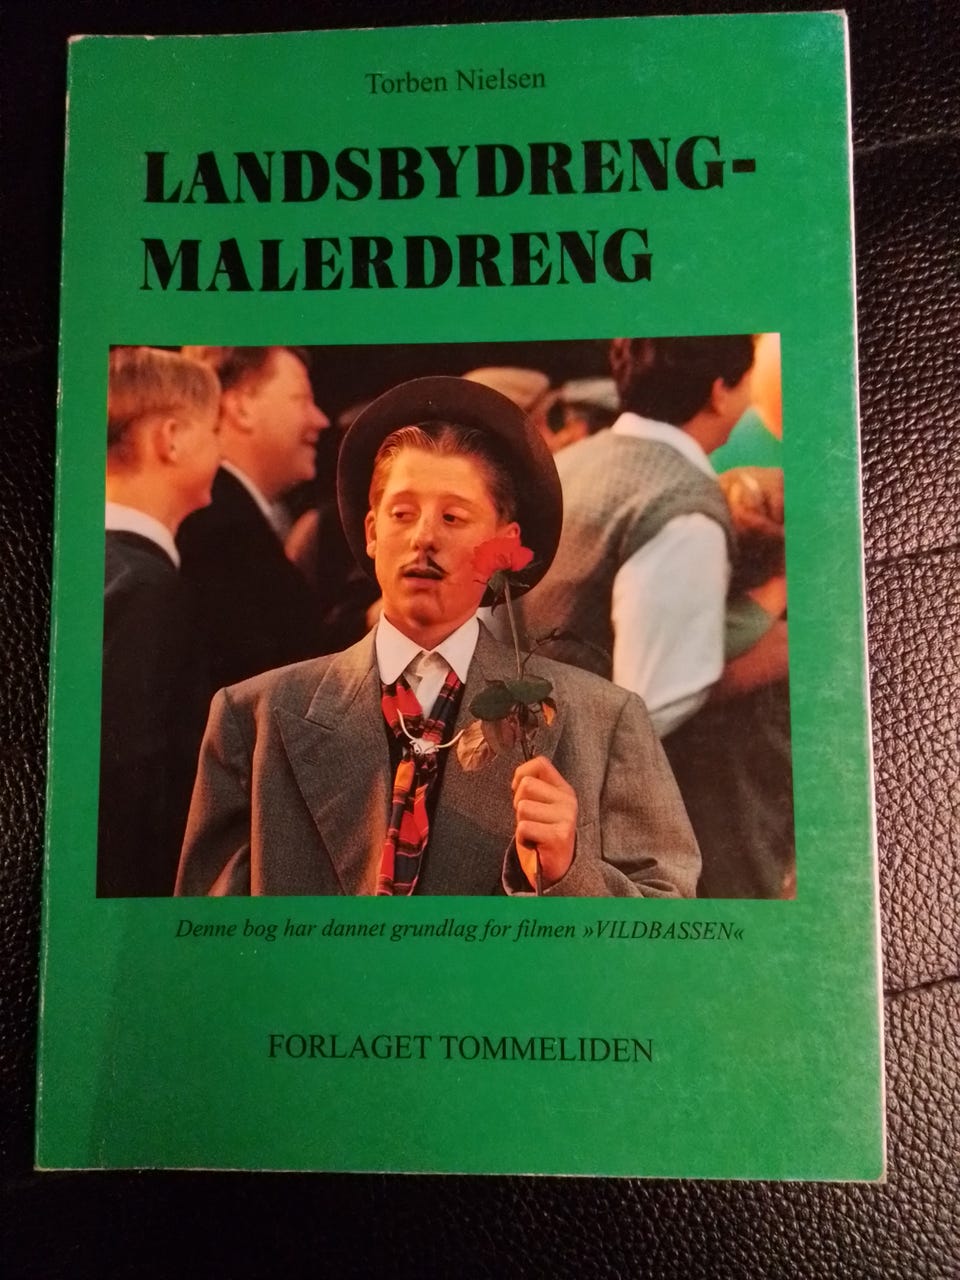 Torben Nielsen
LANDSBYDRENG-
MALERDRENG
Denne bog har dannet grundlag for filmen »VILDBASSEN«
FORLAGET TOMMELIDEN